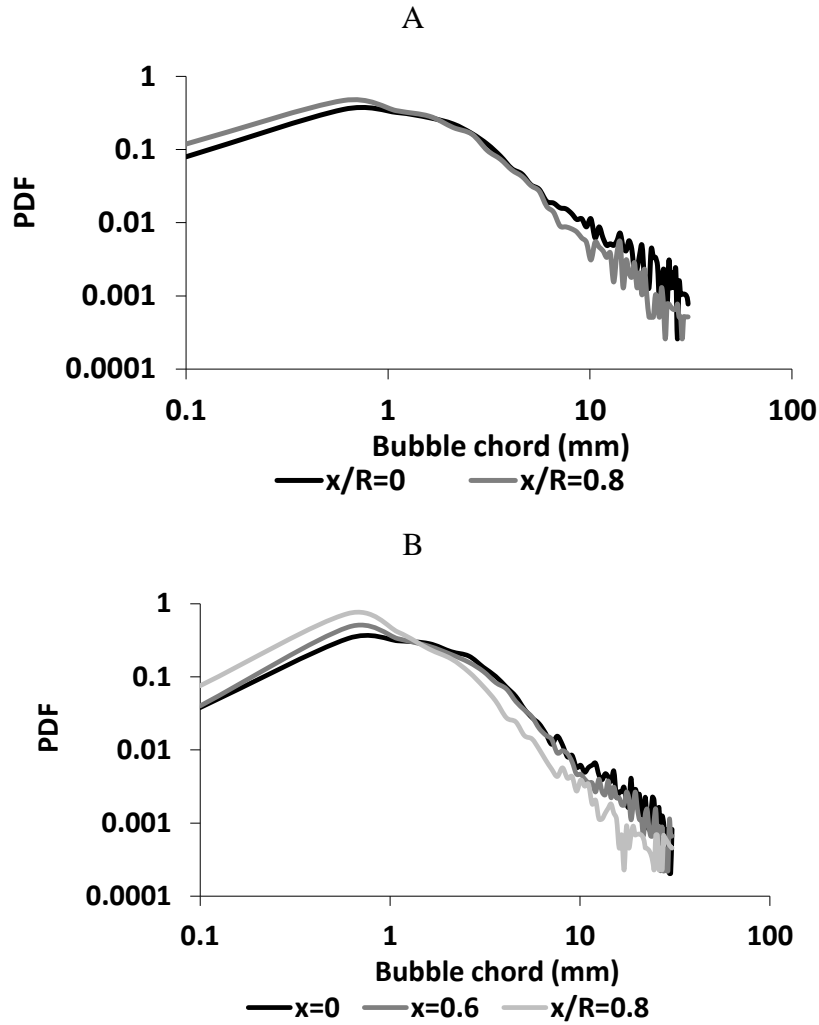 A
1
0.1
0.01
0.001
0.0001
PDF
0.1 1 10 100
Bubble chord (mm)
x/R=0 x/R=0.8
B
1
0.1
0.01
0.001
0.0001
PDF
0.1 1 10 100
Bubble chord (mm)
x=0 x=0.6 x/R=0.8